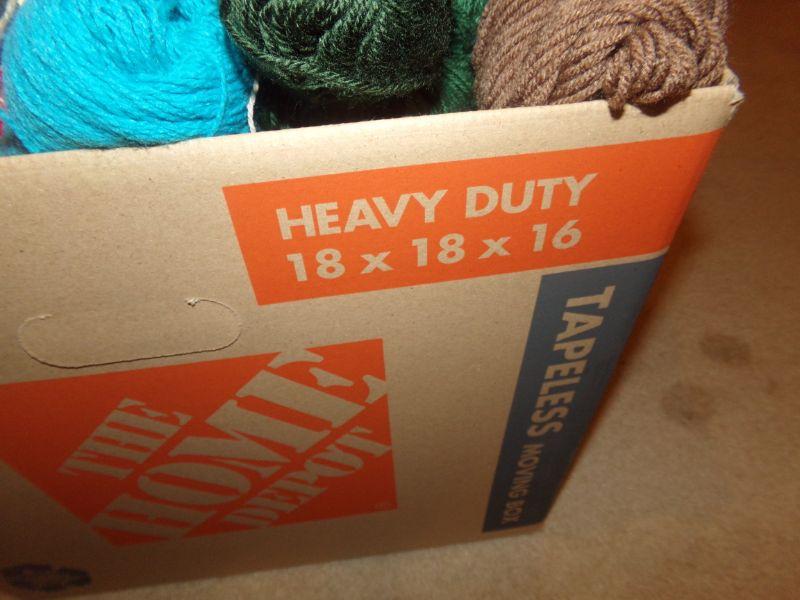 HEAVY DUTY
18 x 18 x 16
TAPELESS MOVING BOX
THE
HOME
DEPOT